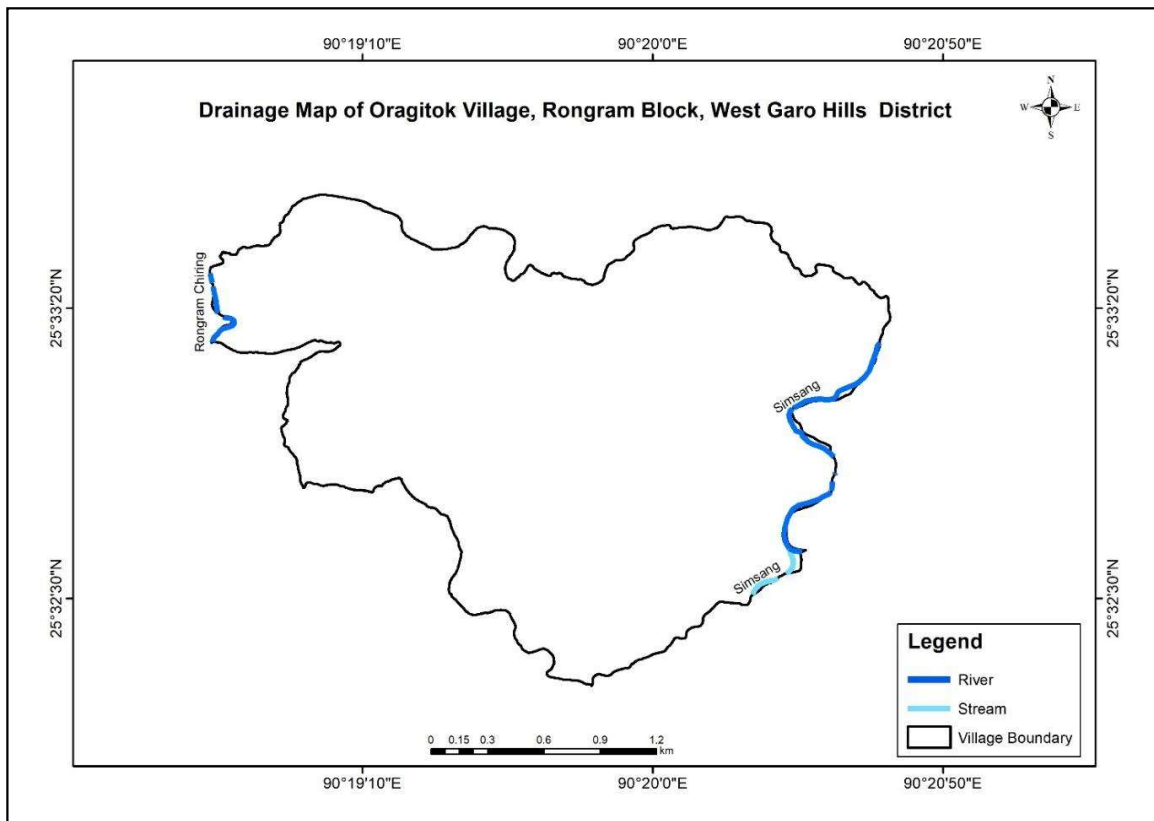 90°19'10"E 90°20'0"E 90°20'50"E
Drainage Map of Oragitok Village, Rongram Block, West Garo Hills District
N
W E
S
25°33'20"N 25°33'20"N
Rongram Chiring
Simsang
Simsang
25°32'30"N 25°32'30"N
Legend
River
Stream
Village Boundary
0 0.15 0.3 0.6 0.9 1.2
km
90°19'10"E 90°20'0"E 90°20'50"E